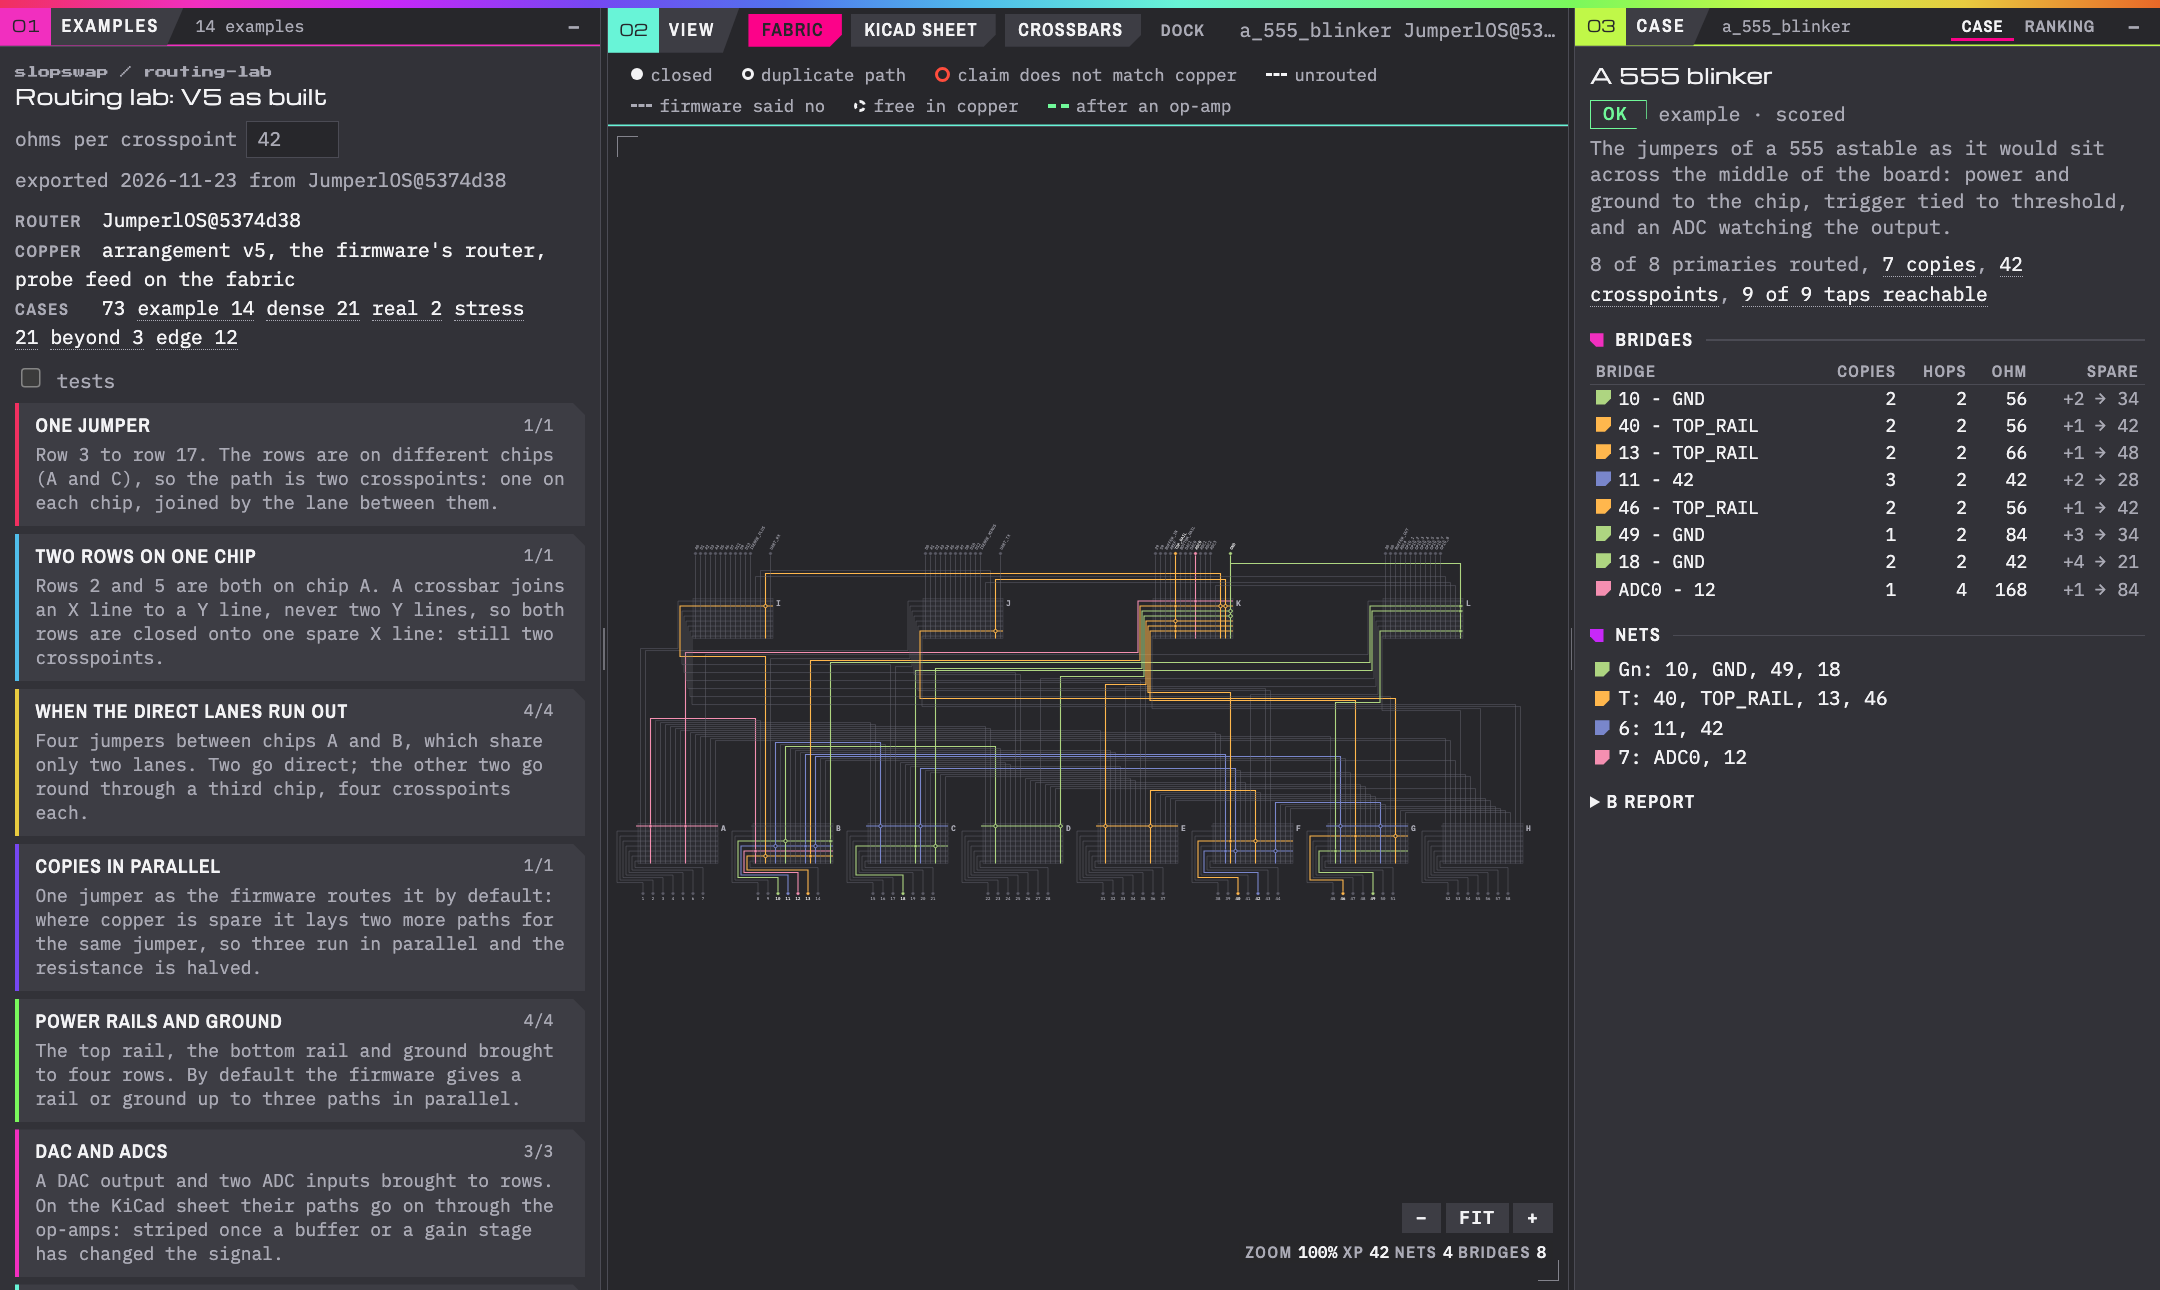 01 EXAMPLES 14 examples –
slopswap / routing-lab
Routing lab: V5 as built
ohms per crosspoint 42
exported 2026-11-23 from JumperlOS@5374d38
ROUTER JumperlOS@5374d38
COPPER arrangement v5, the firmware's router,
probe feed on the fabric
CASES 73 example 14 dense 21 real 2 stress
21 beyond 3 edge 12
tests
ONE JUMPER 1/1
Row 3 to row 17. The rows are on different chips
(A and C), so the path is two crosspoints: one on
each chip, joined by the lane between them.
TWO ROWS ON ONE CHIP 1/1
Rows 2 and 5 are both on chip A. A crossbar joins
an X line to a Y line, never two Y lines, so both
rows are closed onto one spare X line: still two
crosspoints.
WHEN THE DIRECT LANES RUN OUT 4/4
Four jumpers between chips A and B, which share
only two lanes. Two go direct; the other two go
round through a third chip, four crosspoints
each.
COPIES IN PARALLEL 1/1
One jumper as the firmware routes it by default:
where copper is spare it lays two more paths for
the same jumper, so three run in parallel and the
resistance is halved.
POWER RAILS AND GROUND 4/4
The top rail, the bottom rail and ground brought
to four rows. By default the firmware gives a
rail or ground up to three paths in parallel.
DAC AND ADCS 3/3
A DAC output and two ADC inputs brought to rows.
On the KiCad sheet their paths go on through the
op-amps: striped once a buffer or a gain stage
has changed the signal.
02 VIEW FABRIC KICAD SHEET CROSSBARS DOCK a_555_blinker JumperlOS@53…
closed duplicate path claim does not match copper unrouted
firmware said no free in copper after an op-amp
I J K L
A B C D E F G H
– FIT +
ZOOM 100% XP 42 NETS 4 BRIDGES 8
03 CASE a_555_blinker CASE RANKING –
A 555 blinker
OK example · scored
The jumpers of a 555 astable as it would sit
across the middle of the board: power and
ground to the chip, trigger tied to threshold,
and an ADC watching the output.
8 of 8 primaries routed, 7 copies, 42
crosspoints, 9 of 9 taps reachable
BRIDGES
BRIDGE COPIES HOPS OHM SPARE
10 - GND 2 2 56 +2 → 34
40 - TOP_RAIL 2 2 56 +1 → 42
13 - TOP_RAIL 2 2 66 +1 → 48
11 - 42 3 2 42 +2 → 28
46 - TOP_RAIL 2 2 56 +1 → 42
49 - GND 1 2 84 +3 → 34
18 - GND 2 2 42 +4 → 21
ADC0 - 12 1 4 168 +1 → 84
NETS
Gn: 10, GND, 49, 18
T: 40, TOP_RAIL, 13, 46
6: 11, 42
7: ADC0, 12
B REPORT